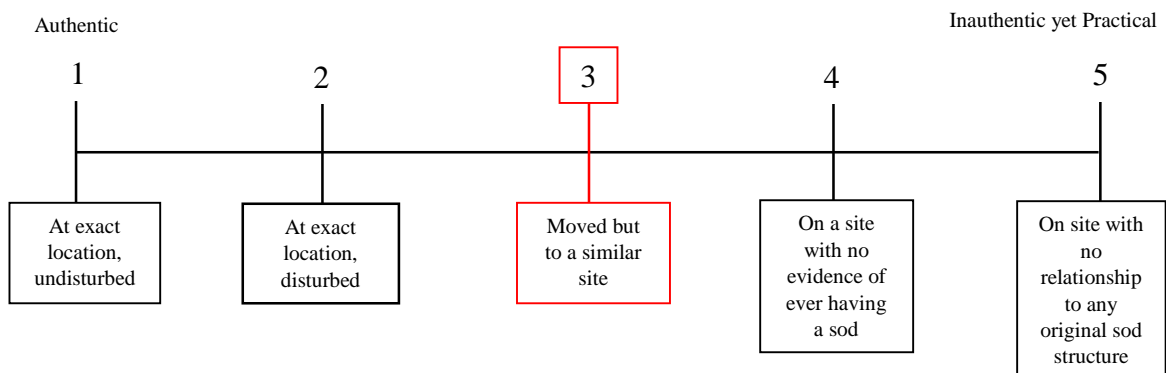 Authentic
Inauthentic yet Practical
1
2
3
4
5
At exact
location,
undisturbed
At exact
location,
disturbed
Moved but
to a similar
site
On a site
with no
evidence of
ever having
a sod
On site with
no
relationship
to any
original sod
structure